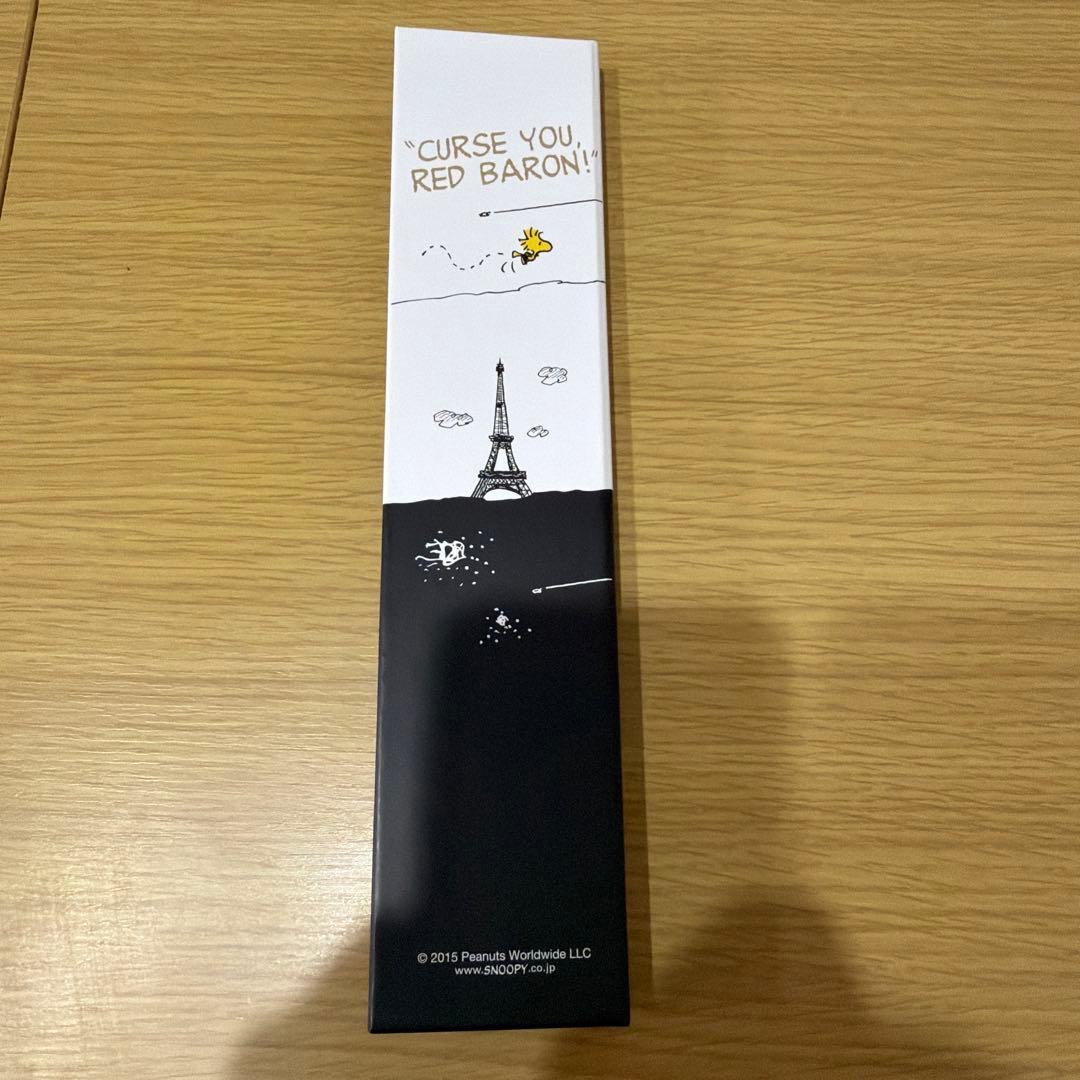 "CURSE YOU,
RED BARON!"
© 2015 Peanuts Worldwide LLC
www.SNOOPY.co.jp